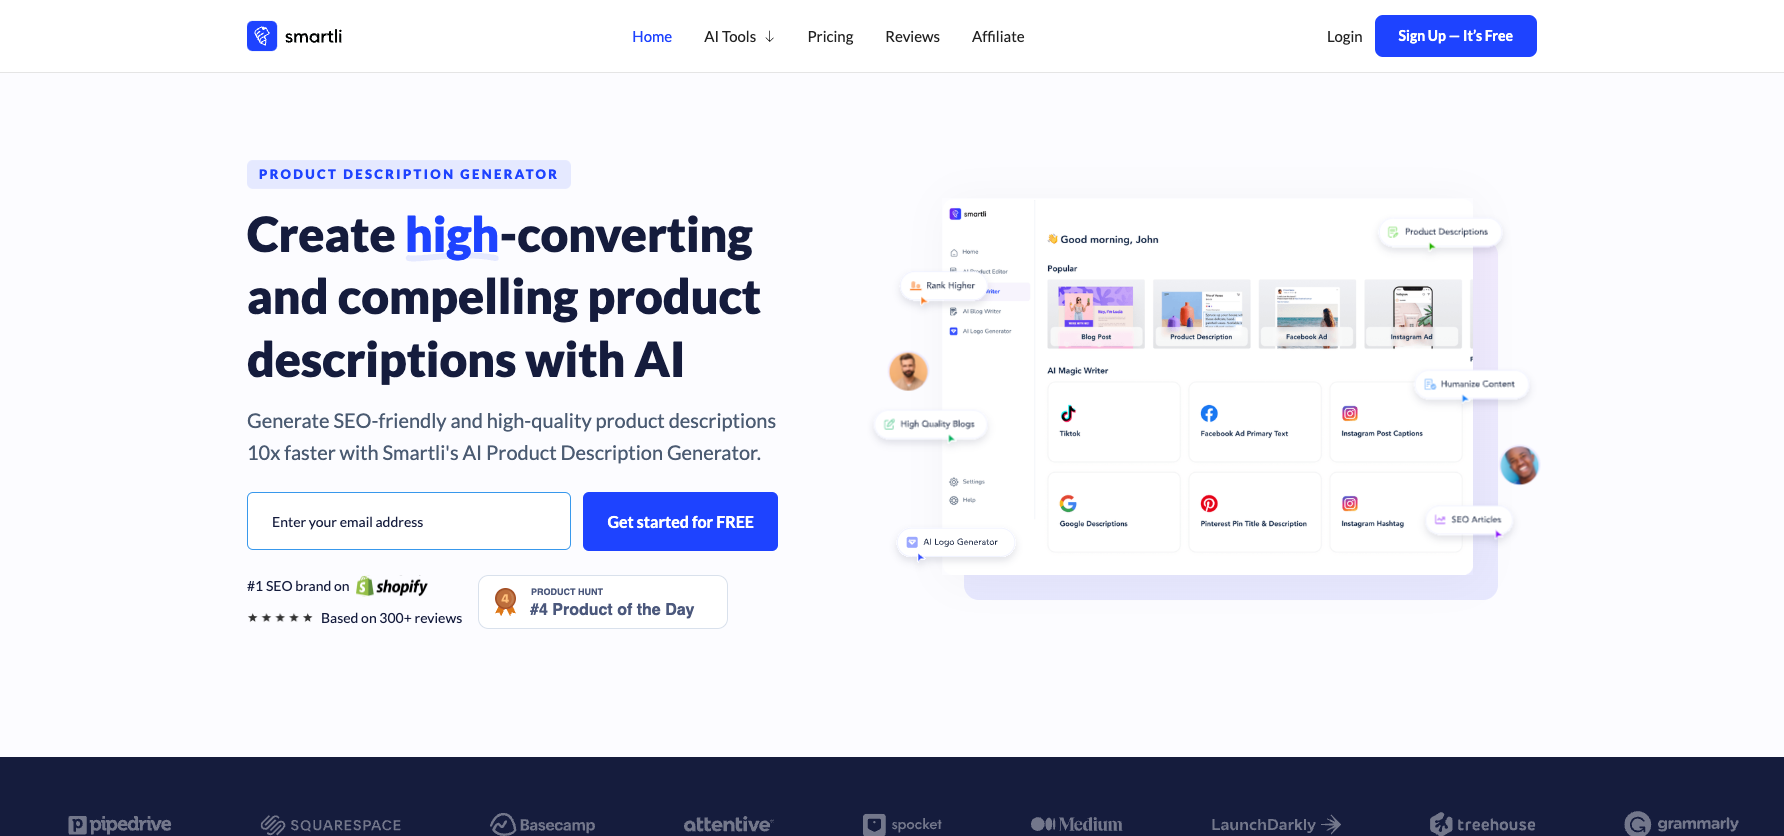 smartli
Home
AI Tools
Pricing
Reviews
Affiliate
Login
Sign Up — It's Free
PRODUCT DESCRIPTION GENERATOR
Create high-converting
and compelling product
descriptions with AI
Generate SEO-friendly and high-quality product descriptions
10x faster with Smartli's AI Product Description Generator.
Enter your email address
Get started for FREE
#1 SEO brand on shopify
Based on 300+ reviews
4
PRODUCT HUNT
#4 Product of the Day
smartli
Home
AI Product Editor
Writer
AI Blog Writer
AI Logo Generator
Settings
Help
Rank Higher
High Quality Blogs
AI Logo Generator
👋 Good morning, John
Popular
Blog Post
Product Description
Facebook Ad
Instagram Ad
AI Magic Writer
Tiktok
Facebook Ad Primary Text
Instagram Post Captions
Google Descriptions
Pinterest Pin Title & Description
Instagram Hashtag
Product Descriptions
Humanize Content
SEO Articles
pipedrive
SQUARESPACE
Basecamp
attentive
spocket
Medium
LaunchDarkly
treehouse
grammarly